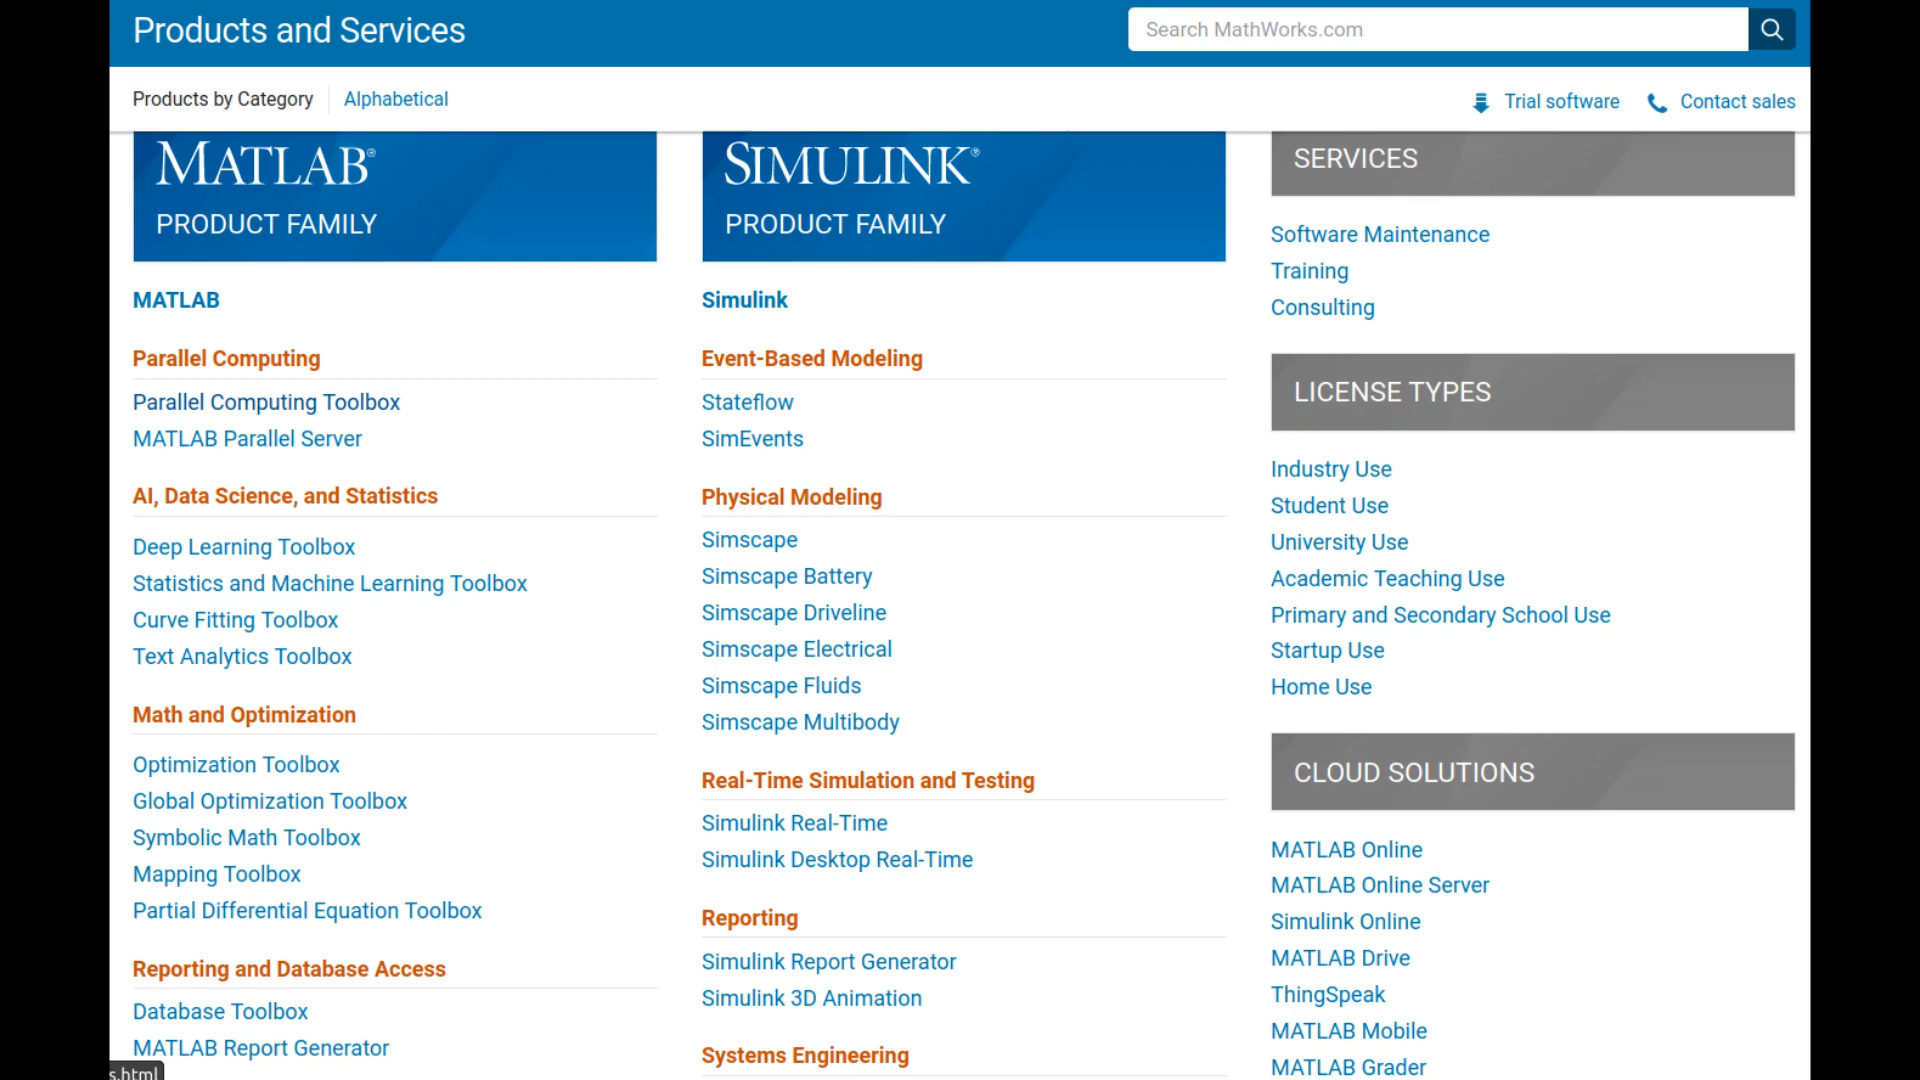 Products and Services
Search MathWorks.com
Products by Category
Alphabetical
Trial software
Contact sales
MATLAB®
PRODUCT FAMILY
MATLAB
Parallel Computing
Parallel Computing Toolbox
MATLAB Parallel Server
AI, Data Science, and Statistics
Deep Learning Toolbox
Statistics and Machine Learning Toolbox
Curve Fitting Toolbox
Text Analytics Toolbox
Math and Optimization
Optimization Toolbox
Global Optimization Toolbox
Symbolic Math Toolbox
Mapping Toolbox
Partial Differential Equation Toolbox
Reporting and Database Access
Database Toolbox
MATLAB Report Generator
s.html
SIMULINK®
PRODUCT FAMILY
Simulink
Event-Based Modeling
Stateflow
SimEvents
Physical Modeling
Simscape
Simscape Battery
Simscape Driveline
Simscape Electrical
Simscape Fluids
Simscape Multibody
Real-Time Simulation and Testing
Simulink Real-Time
Simulink Desktop Real-Time
Reporting
Simulink Report Generator
Simulink 3D Animation
Systems Engineering
SERVICES
Software Maintenance
Training
Consulting
LICENSE TYPES
Industry Use
Student Use
University Use
Academic Teaching Use
Primary and Secondary School Use
Startup Use
Home Use
CLOUD SOLUTIONS
MATLAB Online
MATLAB Online Server
Simulink Online
MATLAB Drive
ThingSpeak
MATLAB Mobile
MATLAB Grader